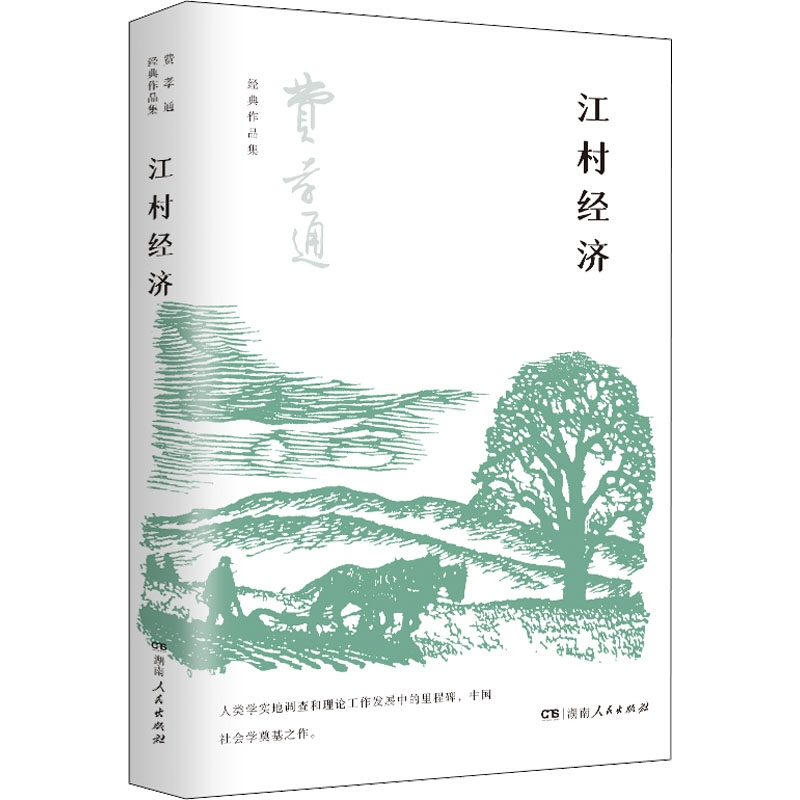 费孝通
经典作品集
江村经济
CTS
湖南人民出版社
费孝通
经典作品集
江村经济
人类学实地调查和理论工作发展中的里程碑，中国
社会学奠基之作。
CTS 湖南人民出版社